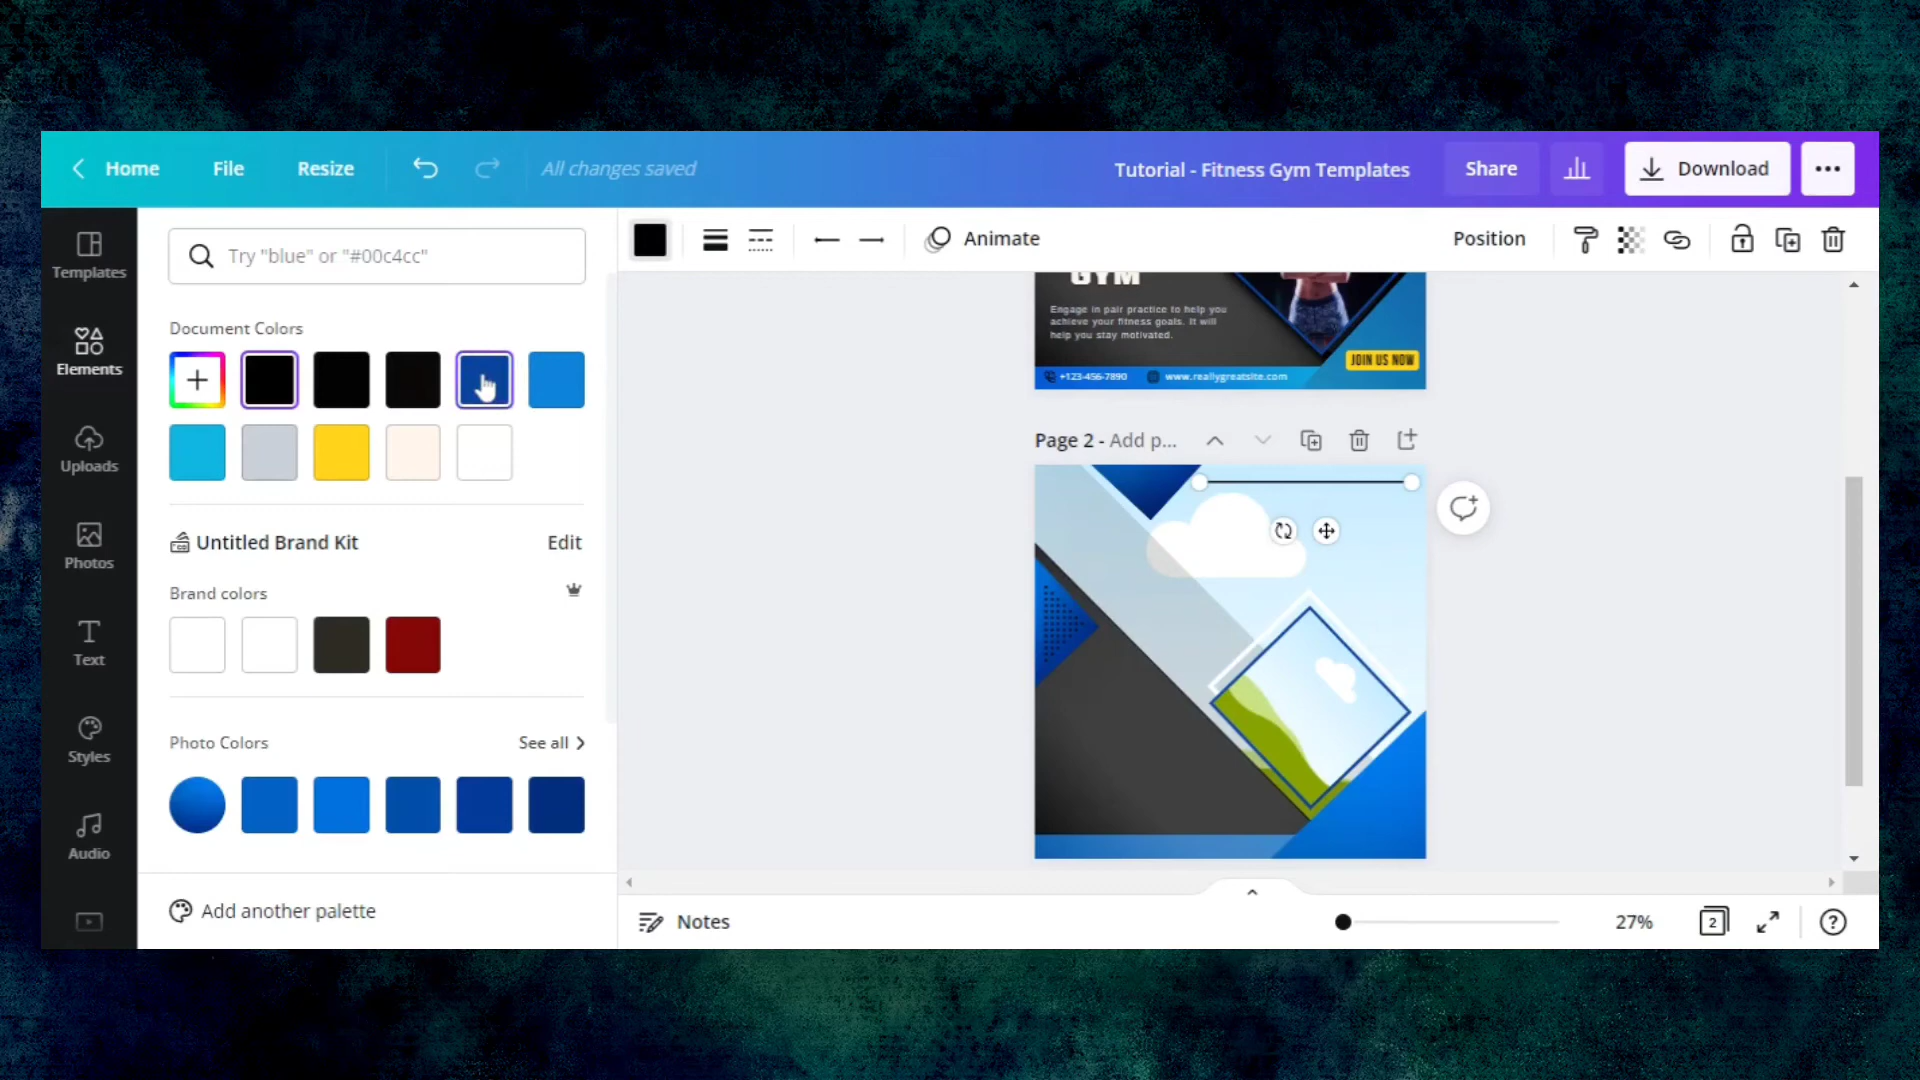 Home File Resize All changes saved Tutorial - Fitness Gym Templates Share Download
Templates
Elements
Uploads
Photos
Text
Styles
Audio
Try "blue" or "#00c4cc"
Document Colors
Untitled Brand Kit Edit
Brand colors
Photo Colors See all
Add another palette
Animate Position
GYM
Engage in pair practice to help you
achieve your fitness goals. It will
help you stay motivated.
JOIN US NOW
+123-456-7890 www.reallygreatsite.com
Page 2 - Add p...
Notes 27% 2 ?